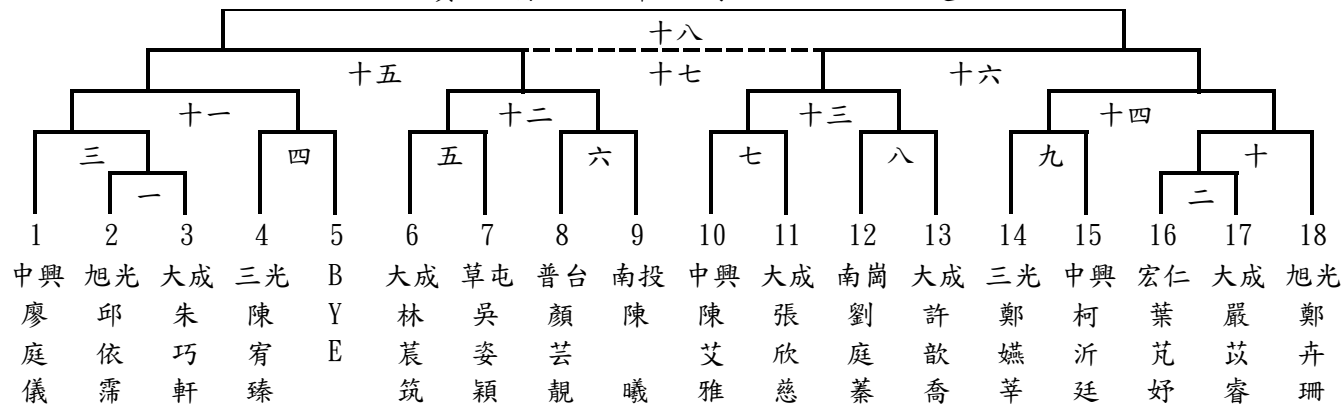 十八
十五 十七 十六
十一 十二 十三 十四
三 四 五 六 七 八 九 十
一 二
1 2 3 4 5 6 7 8 9 10 11 12 13 14 15 16 17 18
中興 旭光 大成 三光 B 大成 草屯 普台 南投 中興 大成 南崗 大成 三光 中興 宏仁 大成 旭光
廖 邱 朱 陳 Y 林 吳 顏 陳 陳 張 劉 許 鄭 柯 葉 嚴 鄭
庭 依 巧 宥 E 莀 姿 芸 艾 欣 庭 歆 嬿 沂 芃 苡 卉
儀 霈 軒 臻 筑 穎 靚 曦 雅 慈 蓁 喬 莘 廷 妤 睿 珊